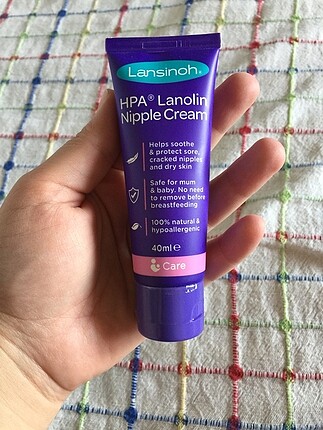 Lansinoh®
HPA® Lanolin
Nipple Cream
Helps soothe
& protect sore,
cracked nipples
and dry skin
Safe for mum
& baby. No need
to remove before
breastfeeding
100% natural &
hypoallergenic
40ml e
Care